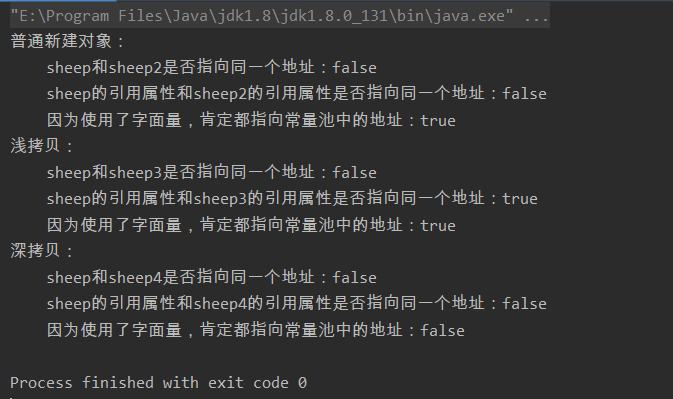 "E:\Program Files\Java\jdk1.8\jdk1.8.0_131\bin\java.exe" ...
普通新建对象：
sheep和sheep2是否指向同一个地址：false
sheep的引用属性和sheep2的引用属性是否指向同一个地址：false
因为使用了字面量，肯定都指向常量池中的地址：true
浅拷贝：
sheep和sheep3是否指向同一个地址：false
sheep的引用属性和sheep3的引用属性是否指向同一个地址：true
因为使用了字面量，肯定都指向常量池中的地址：true
深拷贝：
sheep和sheep4是否指向同一个地址：false
sheep的引用属性和sheep4的引用属性是否指向同一个地址：false
因为使用了字面量，肯定都指向常量池中的地址：false
Process finished with exit code 0